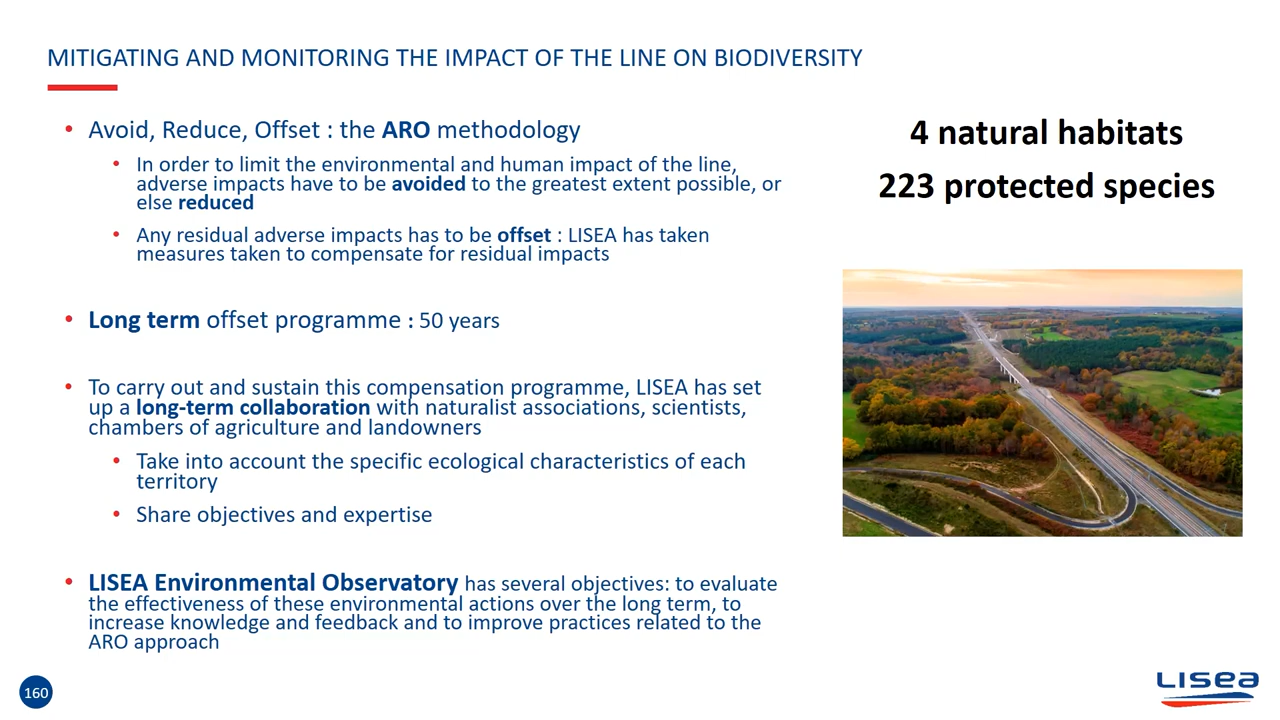 MITIGATING AND MONITORING THE IMPACT OF THE LINE ON BIODIVERSITY
• Avoid, Reduce, Offset : the ARO methodology
• In order to limit the environmental and human impact of the line,
adverse impacts have to be avoided to the greatest extent possible, or
else reduced
• Any residual adverse impacts has to be offset : LISEA has taken
measures taken to compensate for residual impacts
• Long term offset programme : 50 years
• To carry out and sustain this compensation programme, LISEA has set
up a long-term collaboration with naturalist associations, scientists,
chambers of agriculture and landowners
• Take into account the specific ecological characteristics of each
territory
• Share objectives and expertise
• LISEA Environmental Observatory has several objectives: to evaluate
the effectiveness of these environmental actions over the long term, to
increase knowledge and feedback and to improve practices related to the
ARO approach
4 natural habitats
223 protected species
160
LISEA